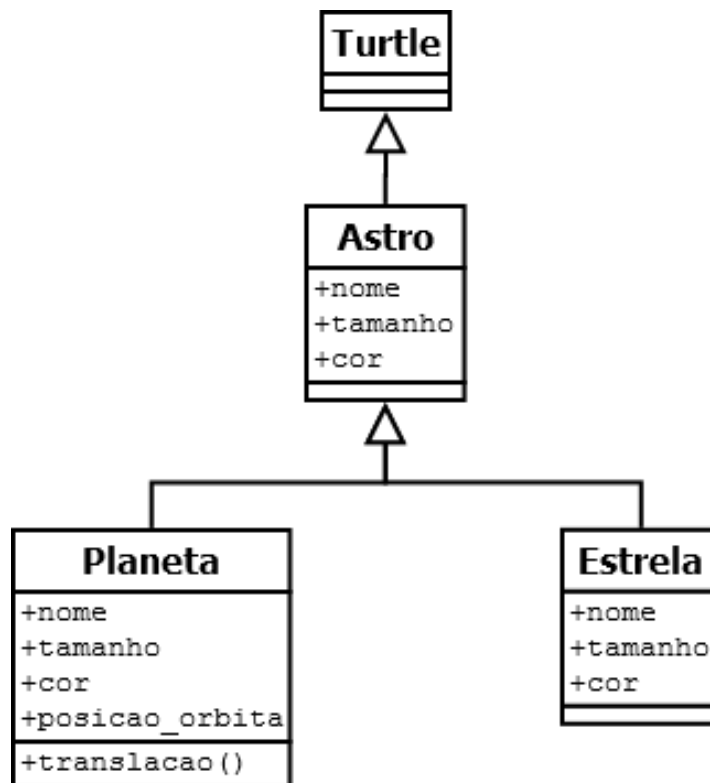 Turtle
Astro
+nome
+tamanho
+cor
Planeta
+nome
+tamanho
+cor
+posicao_orbita
+translacao()
Estrela
+nome
+tamanho
+cor